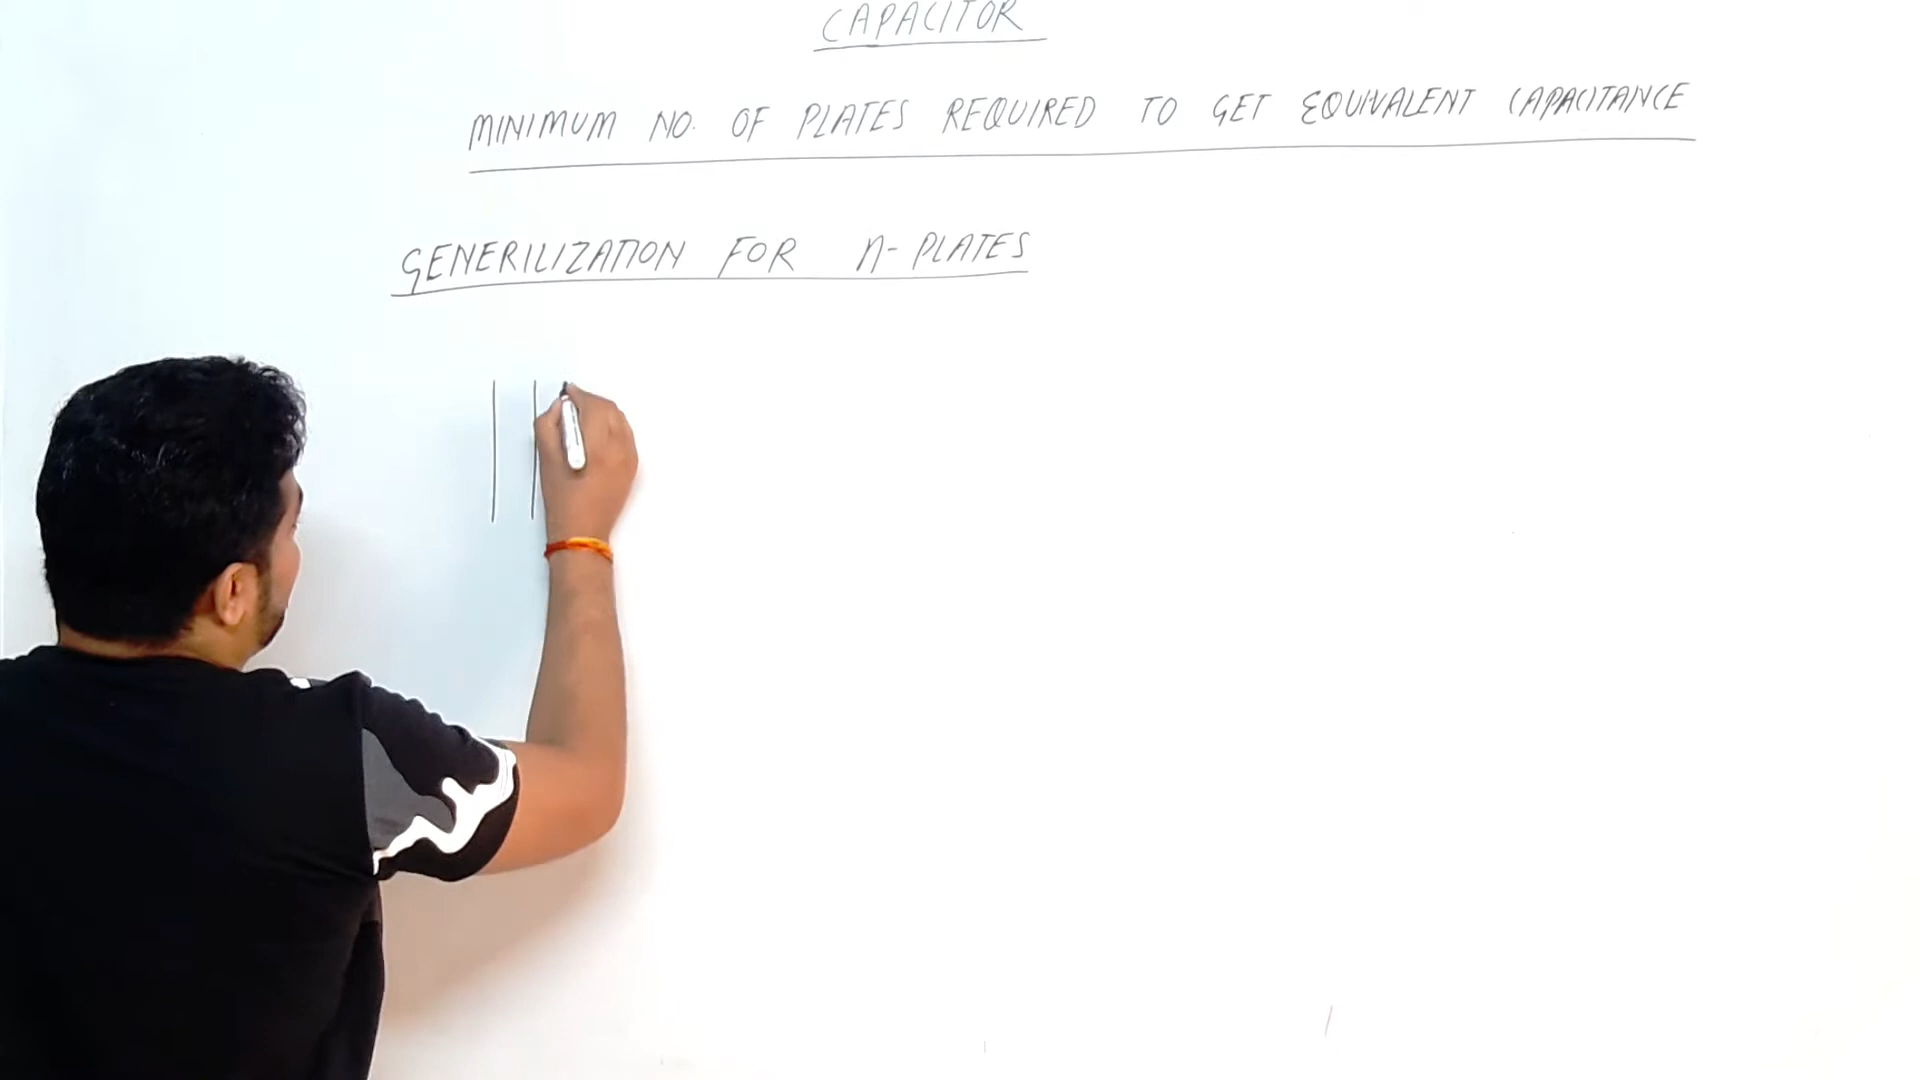 CAPACITOR
MINIMUM NO. OF PLATES REQUIRED TO GET EQUIVALENT CAPACITANCE
GENERILIZATION FOR n-PLATES